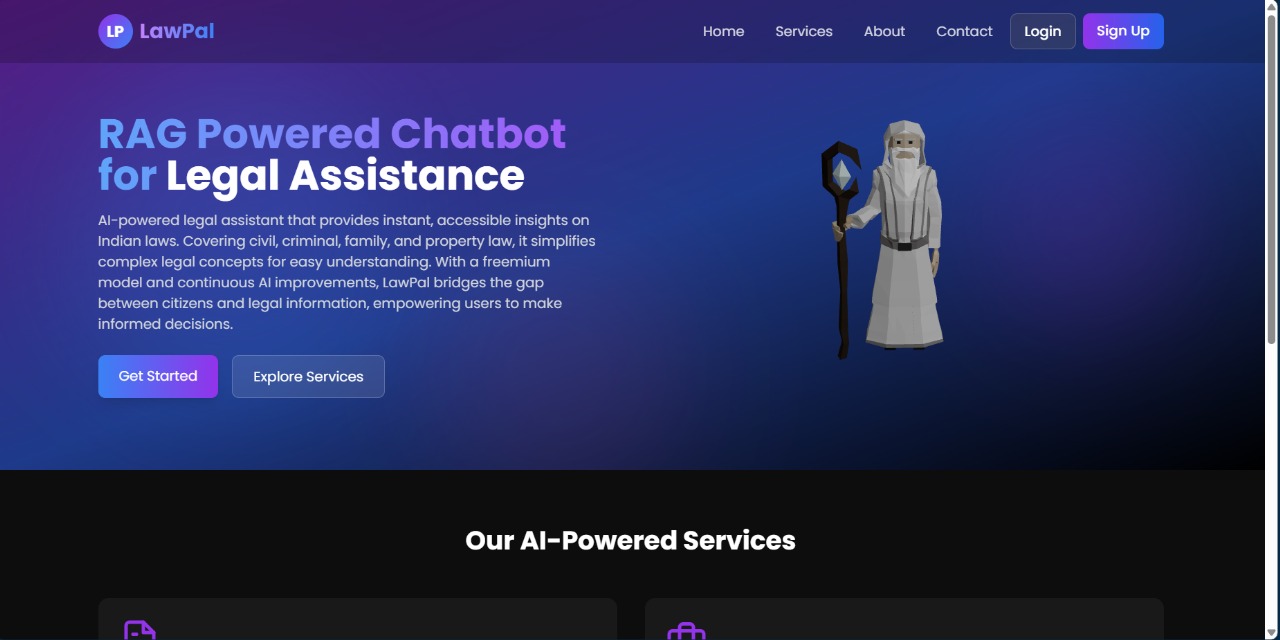 LP LawPal
Home Services About Contact Login Sign Up
RAG Powered Chatbot
for Legal Assistance
AI-powered legal assistant that provides instant, accessible insights on
Indian laws. Covering civil, criminal, family, and property law, it simplifies
complex legal concepts for easy understanding. With a freemium
model and continuous AI improvements, LawPal bridges the gap
between citizens and legal information, empowering users to make
informed decisions.
Get Started Explore Services
Our AI-Powered Services